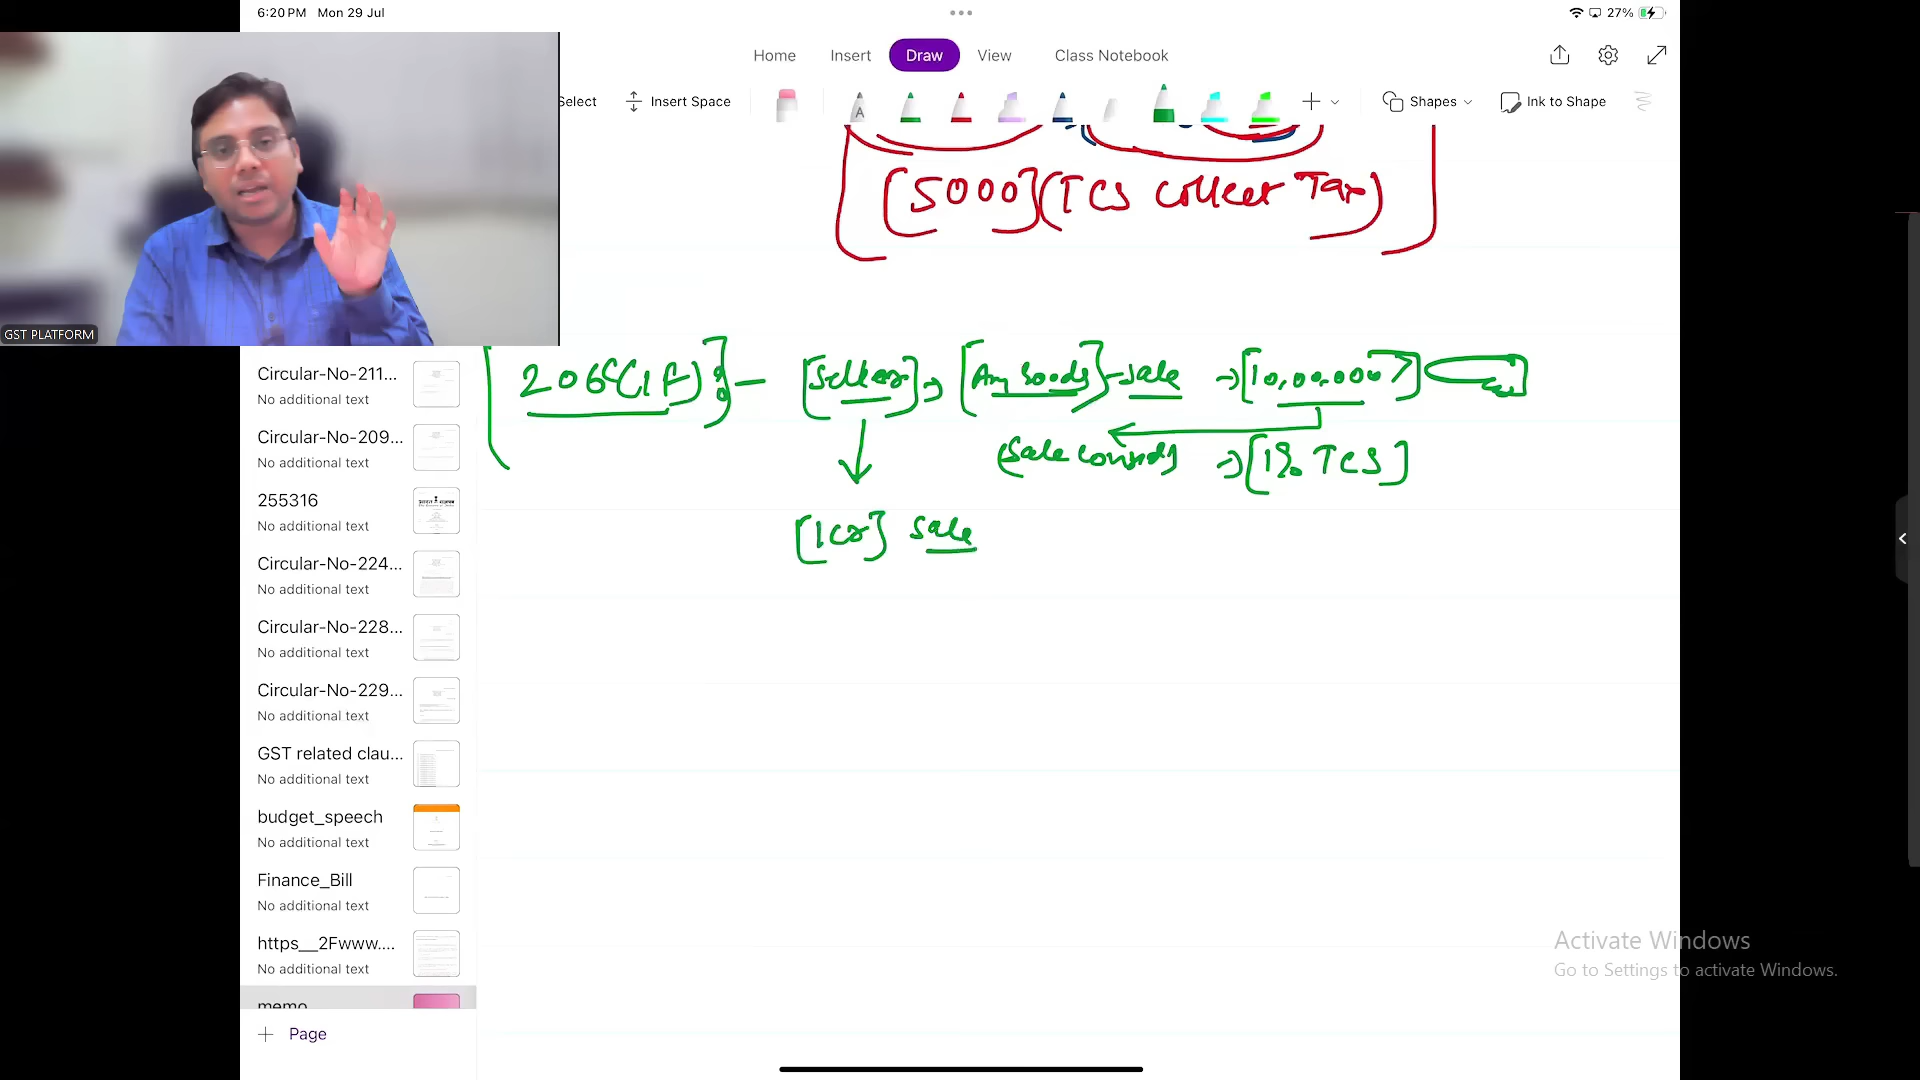 6:20 PM Mon 29 Jul
27%
Home Insert Draw View Class Notebook
Select Insert Space A Shapes Ink to Shape
[5000] (TCS collect Tax)
GST PLATFORM
[206C(1F)] :- [Seller] → [Any Goods] - sale → [10,00,000 >]
→ [1% TCS]
[1 Cr] Sale
Circular-No-211...
No additional text
Circular-No-209...
No additional text
255316
No additional text
Circular-No-224...
No additional text
Circular-No-228...
No additional text
Circular-No-229...
No additional text
GST related clau...
No additional text
budget_speech
No additional text
Finance_Bill
No additional text
https__2Fwww....
No additional text
memo
+ Page
Activate Windows
Go to Settings to activate Windows.